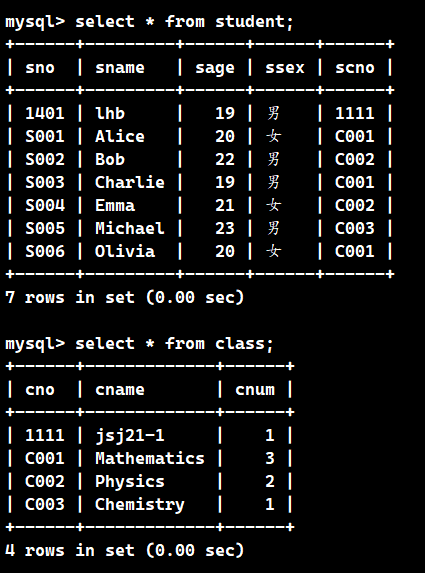 mysql> select * from student;
+------+---------+------+------+------+
| sno  | sname   | sage | ssex | scno |
+------+---------+------+------+------+
| 1401 | lhb     |   19 | 男   | 1111 |
| S001 | Alice   |   20 | 女   | C001 |
| S002 | Bob     |   22 | 男   | C002 |
| S003 | Charlie |   19 | 男   | C001 |
| S004 | Emma    |   21 | 女   | C002 |
| S005 | Michael |   23 | 男   | C003 |
| S006 | Olivia  |   20 | 女   | C001 |
+------+---------+------+------+------+
7 rows in set (0.00 sec)

mysql> select * from class;
+------+-------------+------+
| cno  | cname       | cnum |
+------+-------------+------+
| 1111 | jsj21-1     |    1 |
| C001 | Mathematics |    3 |
| C002 | Physics     |    2 |
| C003 | Chemistry   |    1 |
+------+-------------+------+
4 rows in set (0.00 sec)